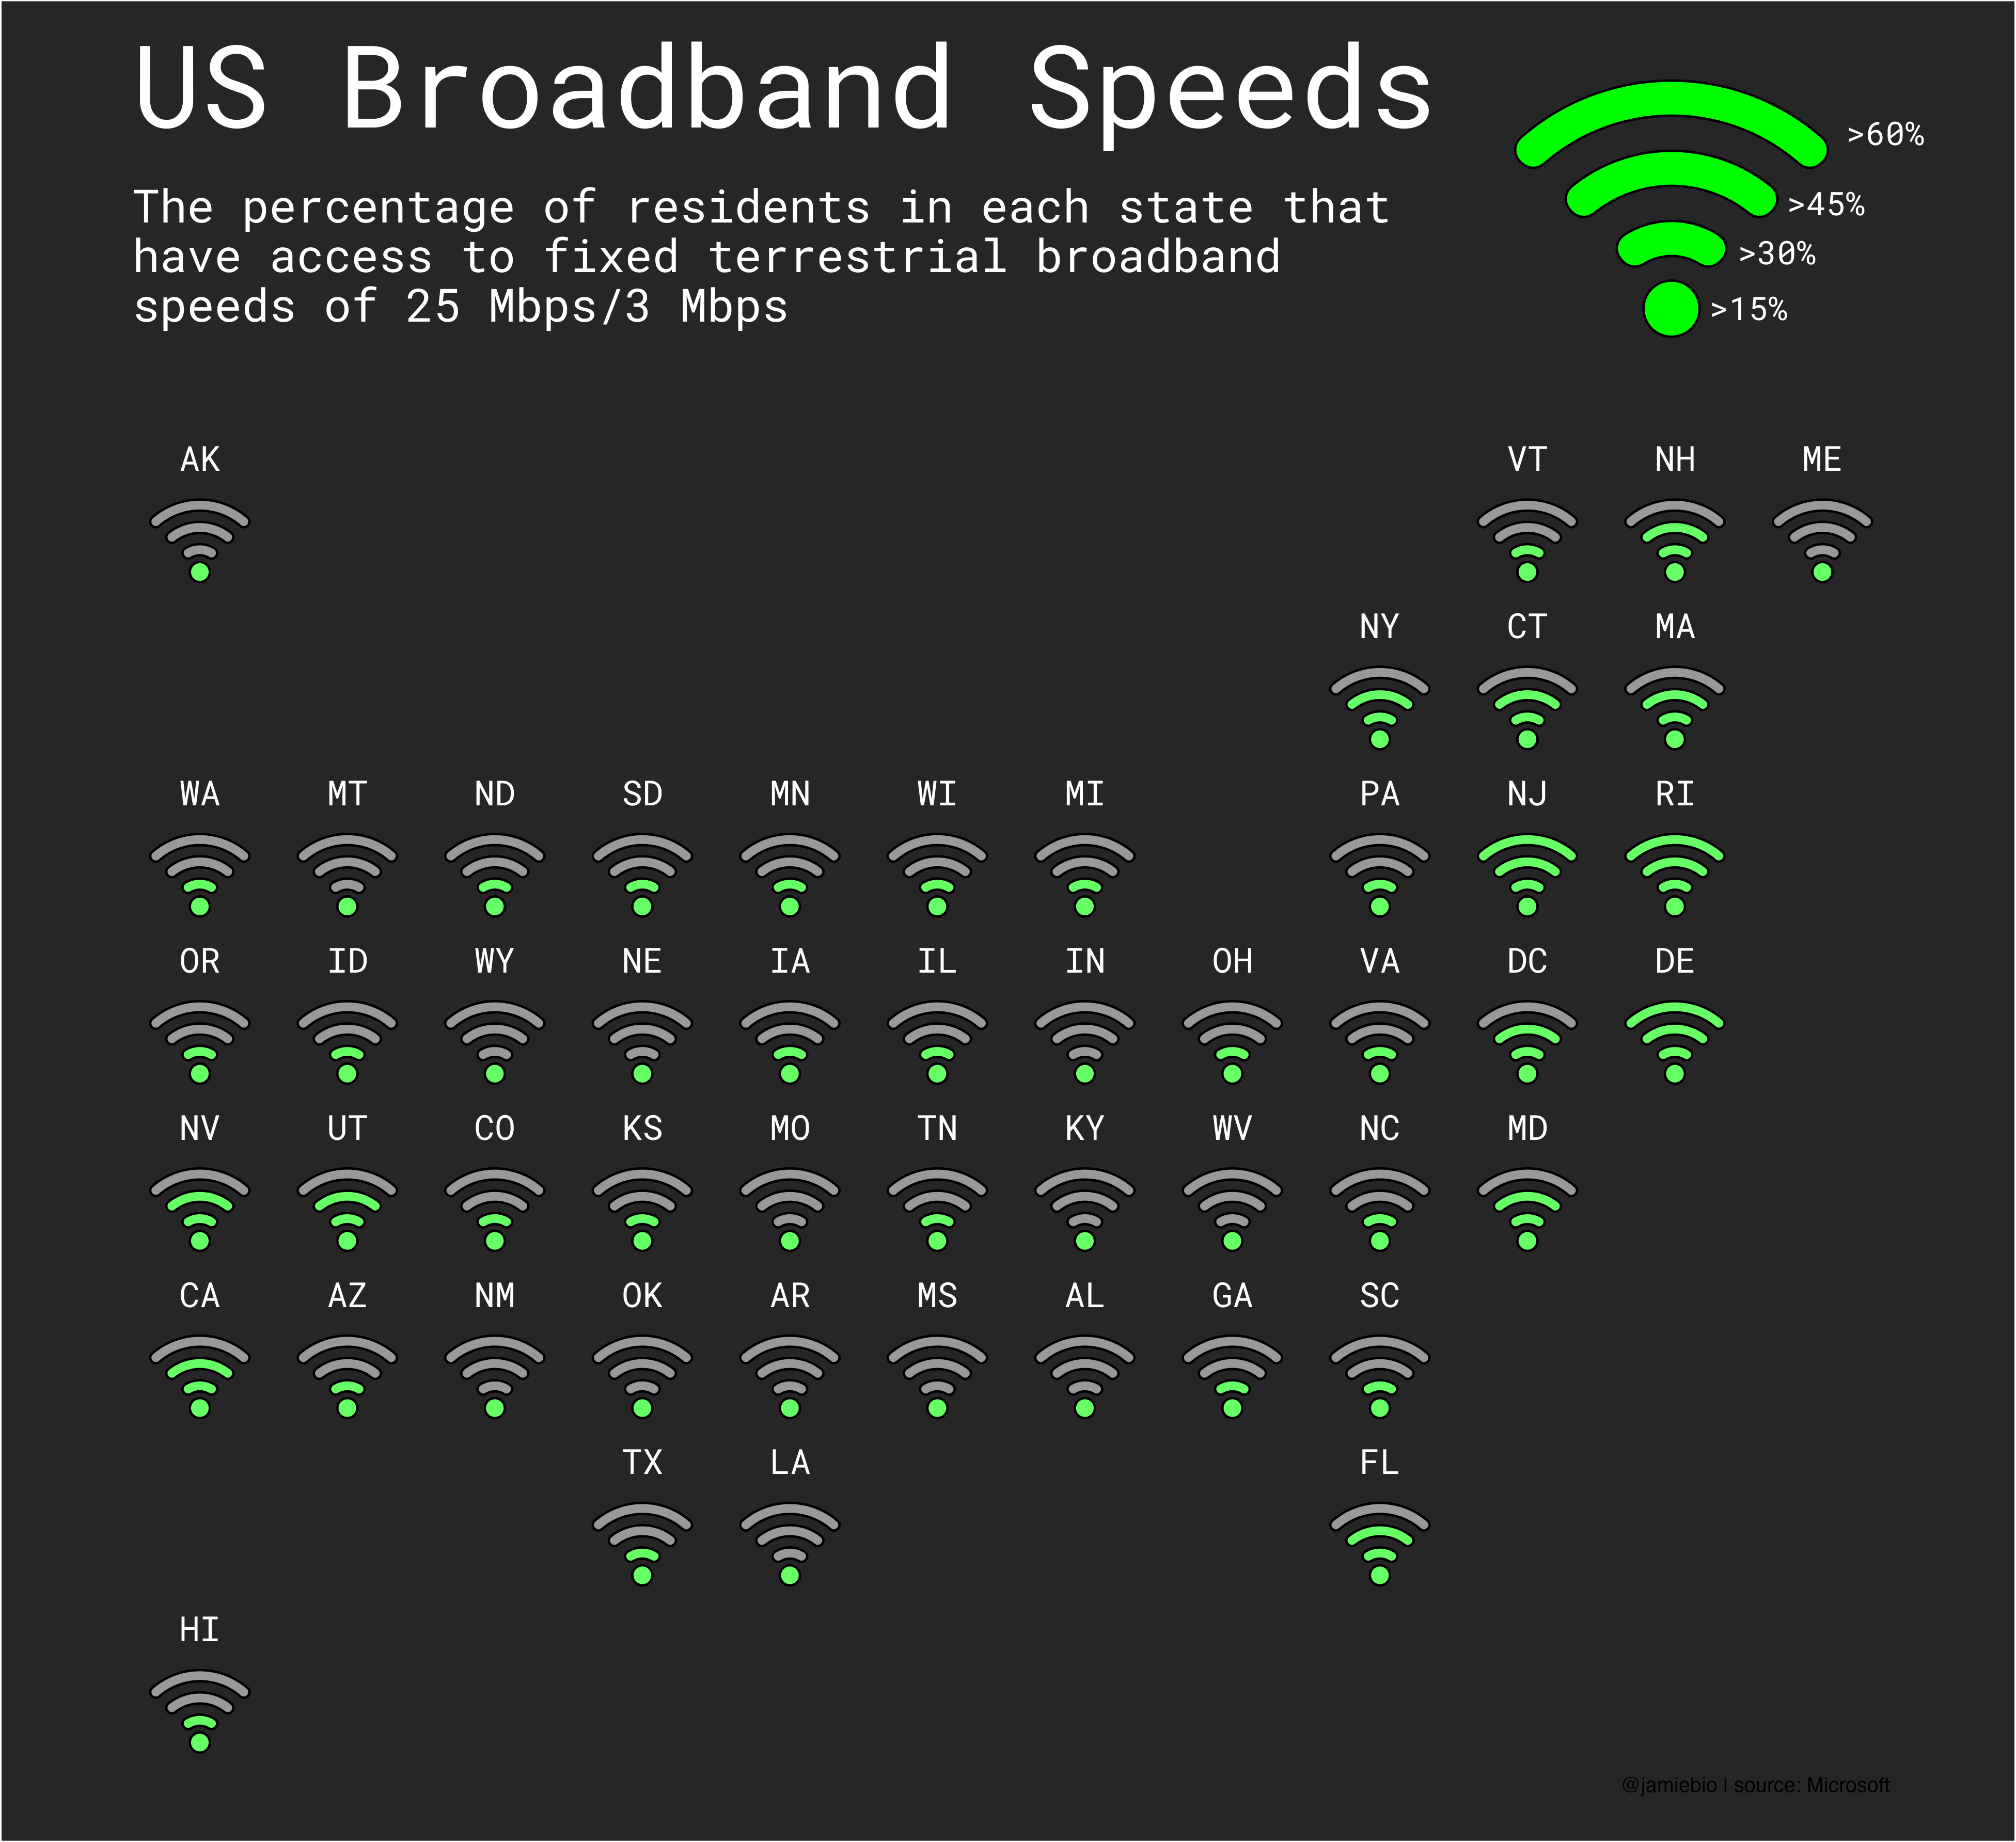 US Broadband Speeds
The percentage of residents in each state that
have access to fixed terrestrial broadband
speeds of 25 Mbps/3 Mbps
>60%
>45%
>30%
>15%
AK VT NH ME
NY CT MA
WA MT ND SD MN WI MI PA NJ RI
OR ID WY NE IA IL IN OH VA DC DE
NV UT CO KS MO TN KY WV NC MD
CA AZ NM OK AR MS AL GA SC
TX LA FL
HI
@jamiebio | source: Microsoft